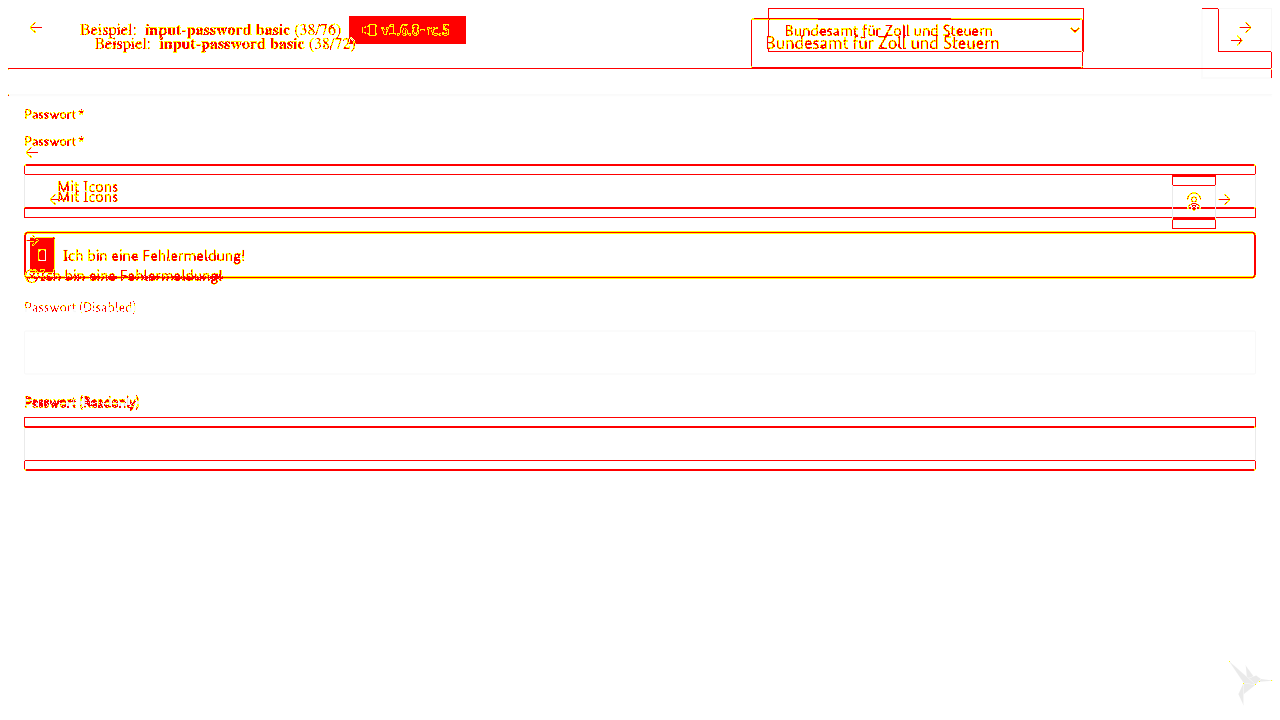 Beispiel: input-password basic (38/76) v1.6.0-rc.5
Beispiel: input-password basic (38/72)
Bundesamt für Zoll und Steuern
Bundesamt für Zoll und Steuern
Passwort *
Passwort *
Mit Icons
Mit Icons
Ich bin eine Fehlermeldung!
Ich bin eine Fehlermeldung!
Passwort (Disabled)
Passwort (Readonly)